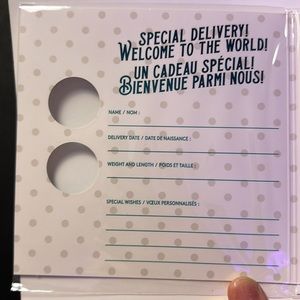 SPECIAL DELIVERY!
WELCOME TO THE WORLD!
UN CADEAU SPÉCIAL!
BIENVENUE PARMI NOUS!
NAME / NOM :
DELIVERY DATE / DATE DE NAISSANCE :
WEIGHT AND LENGTH / POIDS ET TAILLE :
SPECIAL WISHES / VŒUX PERSONNALISÉS :